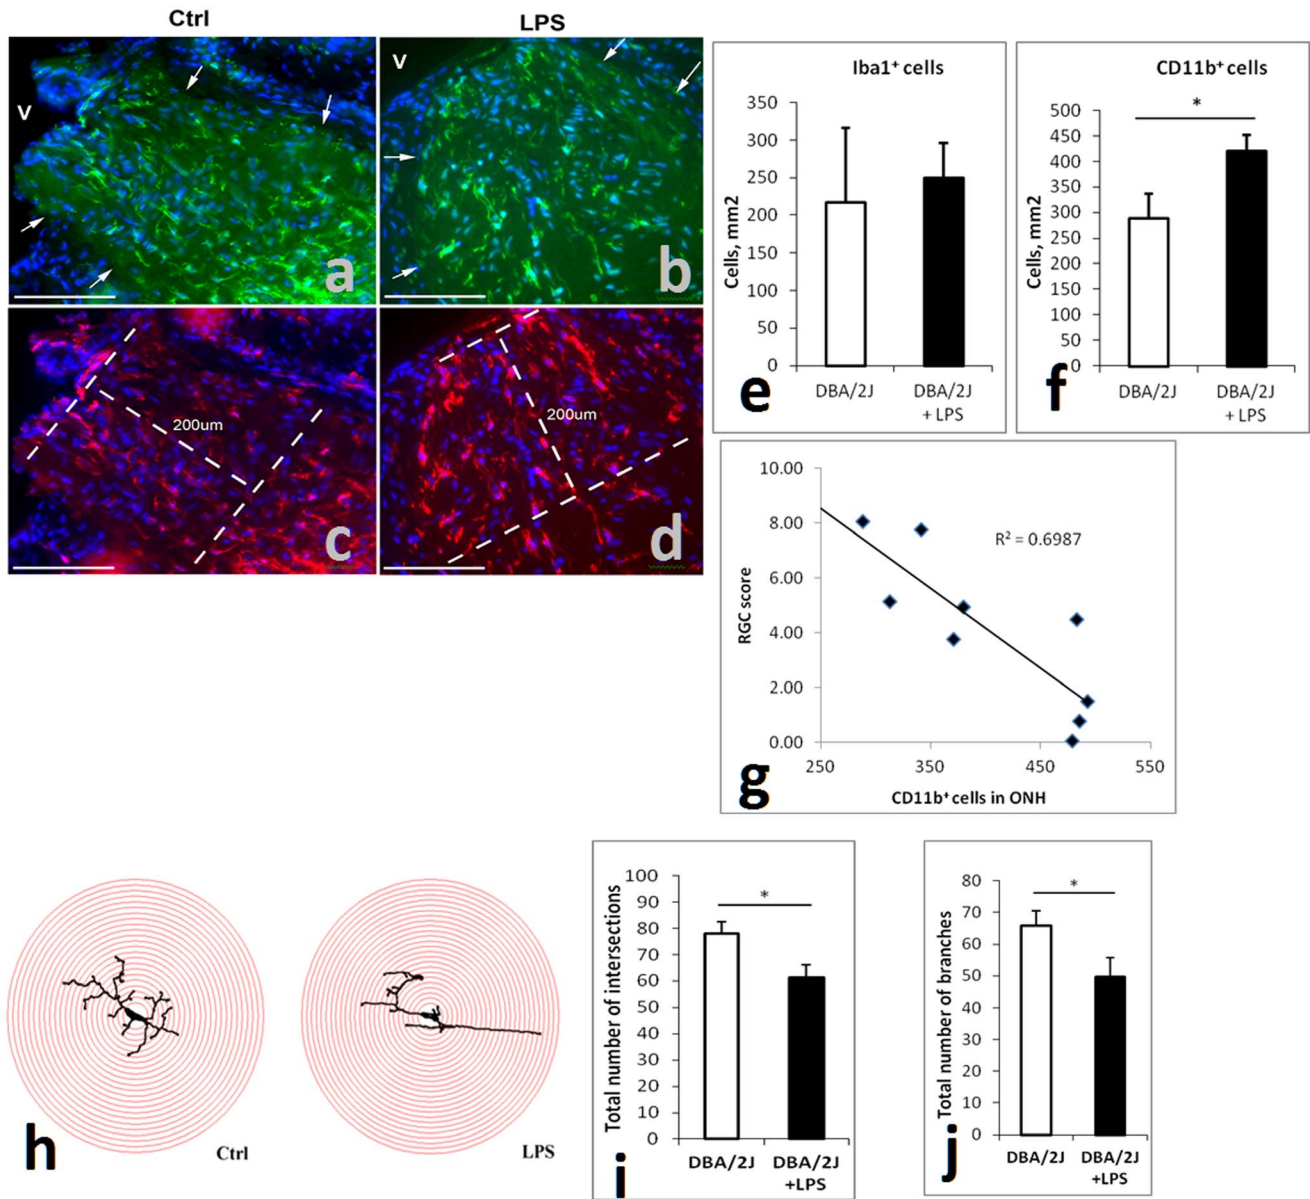 Ctrl
LPS
V
a
V
b
200um
c
200um
d
Iba1⁺ cells
Cells, mm2
350
300
250
200
150
100
50
0
DBA/2J
DBA/2J
+ LPS
e
CD11b⁺ cells
*
Cells, mm2
500
450
400
350
300
250
200
150
100
50
0
DBA/2J
DBA/2J
+ LPS
f
RGC score
10.00
8.00
6.00
4.00
2.00
0.00
R² = 0.6987
250
350
450
550
CD11b⁺ cells in ONH
g
h
Ctrl
LPS
Total number of intersections
100
90
80
70
60
50
40
30
20
10
0
*
DBA/2J
DBA/2J
+LPS
i
Total number of branches
80
70
60
50
40
30
20
10
0
*
DBA/2J
DBA/2J
+LPS
j